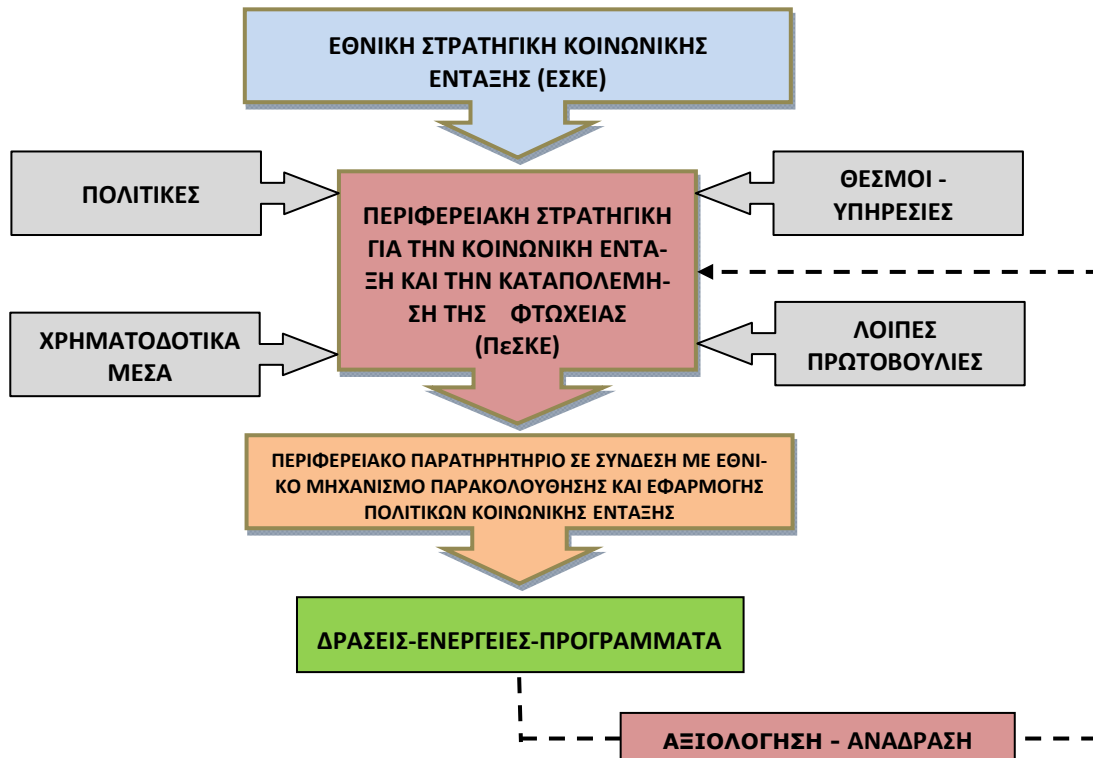 ΕΘΝΙΚΗ ΣΤΡΑΤΗΓΙΚΗ ΚΟΙΝΩΝΙΚΗΣ
ΕΝΤΑΞΗΣ (ΕΣΚΕ)
ΠΟΛΙΤΙΚΕΣ
ΘΕΣΜΟΙ -
ΥΠΗΡΕΣΙΕΣ
ΠΕΡΙΦΕΡΕΙΑΚΗ ΣΤΡΑΤΗΓΙΚΗ
ΓΙΑ ΤΗΝ ΚΟΙΝΩΝΙΚΗ ΕΝΤΑ-
ΞΗ ΚΑΙ ΤΗΝ ΚΑΤΑΠΟΛΕΜΗ-
ΣΗ ΤΗΣ ΦΤΩΧΕΙΑΣ
(ΠεΣΚΕ)
ΧΡΗΜΑΤΟΔΟΤΙΚΑ
ΜΕΣΑ
ΛΟΙΠΕΣ
ΠΡΩΤΟΒΟΥΛΙΕΣ
ΠΕΡΙΦΕΡΕΙΑΚΟ ΠΑΡΑΤΗΡΗΤΗΡΙΟ ΣΕ ΣΥΝΔΕΣΗ ΜΕ ΕΘΝΙ-
ΚΟ ΜΗΧΑΝΙΣΜΟ ΠΑΡΑΚΟΛΟΥΘΗΣΗΣ ΚΑΙ ΕΦΑΡΜΟΓΗΣ
ΠΟΛΙΤΙΚΩΝ ΚΟΙΝΩΝΙΚΗΣ ΕΝΤΑΞΗΣ
ΔΡΑΣΕΙΣ-ΕΝΕΡΓΕΙΕΣ-ΠΡΟΓΡΑΜΜΑΤΑ
ΑΞΙΟΛΟΓΗΣΗ - ΑΝΑΔΡΑΣΗ